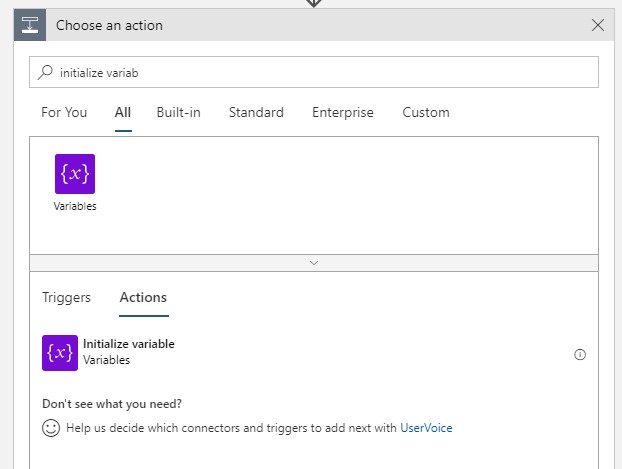 Choose an action
initialize variab
For You All Built-in Standard Enterprise Custom
{x}
Variables
Triggers Actions
{x} Initialize variable
Variables
Don't see what you need?
Help us decide which connectors and triggers to add next with UserVoice